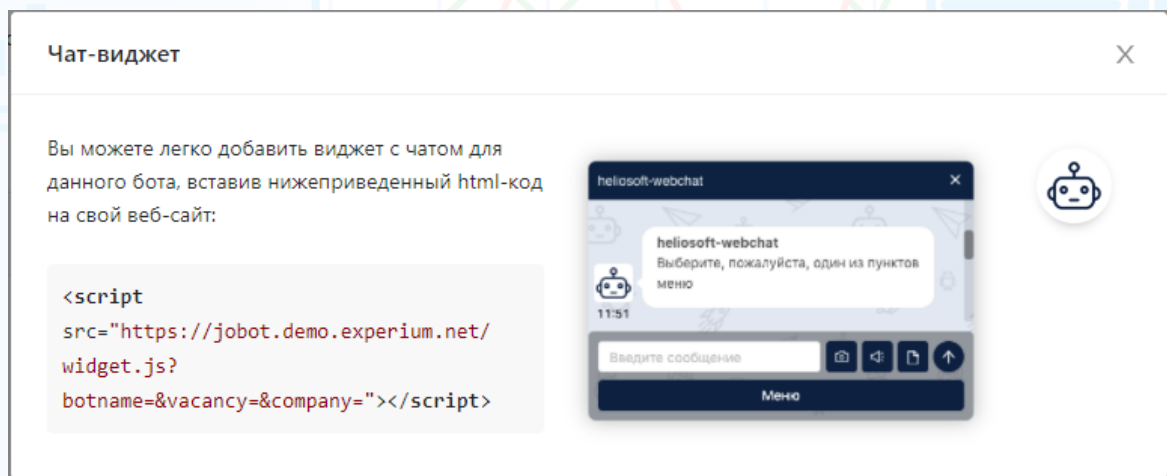 Чат-виджет
Вы можете легко добавить виджет с чатом для
данного бота, вставив нижеприведенный html-код
на свой веб-сайт:
<script
src="https://jobot.demo.experium.net/
widget.js?
botname=&vacancy=&company="></script>
heliosoft-webchat
heliosoft-webchat
Выберите, пожалуйста, один из пунктов
меню
11:51
Введите сообщение
Меню